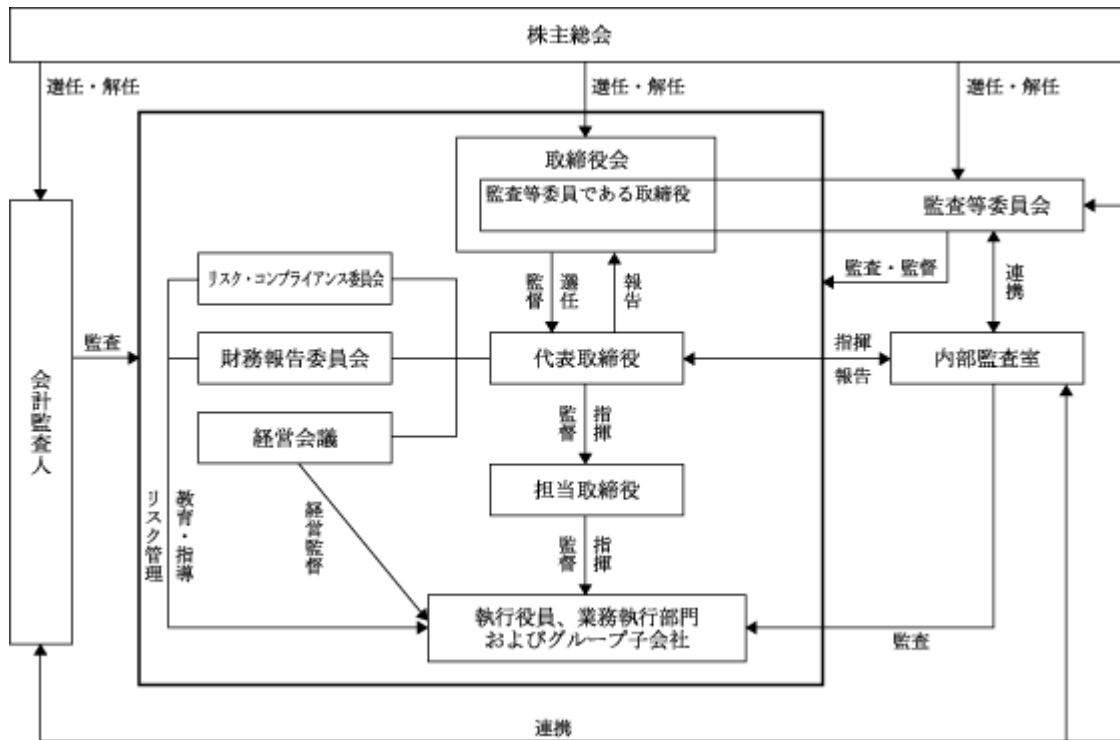 株主総会
選任・解任
選任・解任
選任・解任
取締役会
監査等委員である取締役
監査等委員会
監査・監督
連携
リスク・コンプライアンス委員会
監督
選任
報告
監査
財務報告委員会
代表取締役
指揮
報告
内部監査室
会計監査人
経営会議
監督
指揮
担当取締役
リスク管理
教育・指導
経営監督
監督
指揮
執行役員、業務執行部門
およびグループ子会社
監査
連携